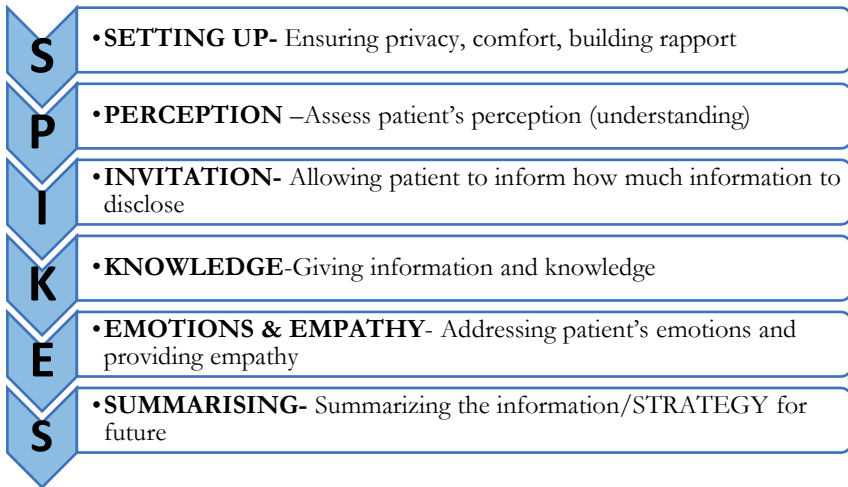 S
•SETTING UP- Ensuring privacy, comfort, building rapport
P
•PERCEPTION –Assess patient's perception (understanding)
I
•INVITATION- Allowing patient to inform how much information to
disclose
K
•KNOWLEDGE-Giving information and knowledge
E
•EMOTIONS & EMPATHY- Addressing patient's emotions and
providing empathy
S
•SUMMARISING- Summarizing the information/STRATEGY for
future